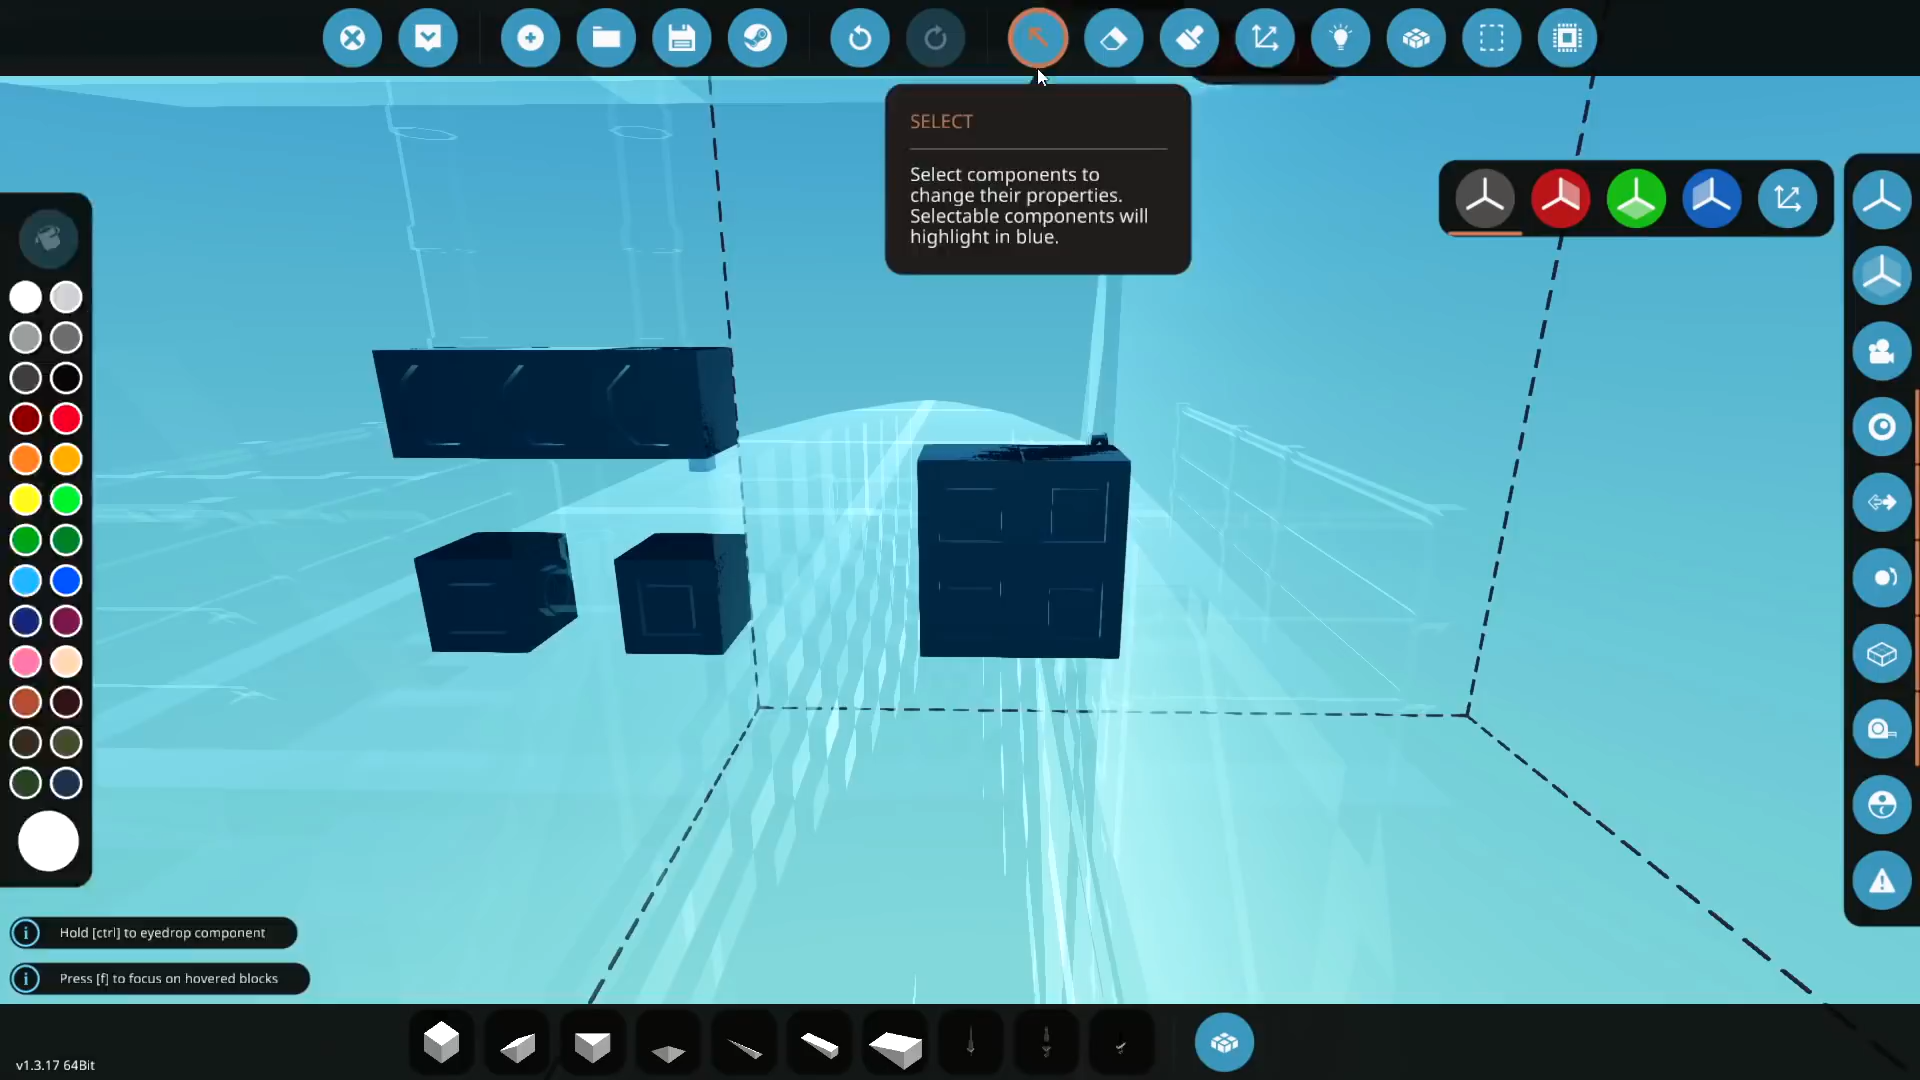 SELECT
Select components to
change their properties.
Selectable components will
highlight in blue.
Hold [ctrl] to eyedrop component
Press [f] to focus on hovered blocks
v1.3.17 64Bit